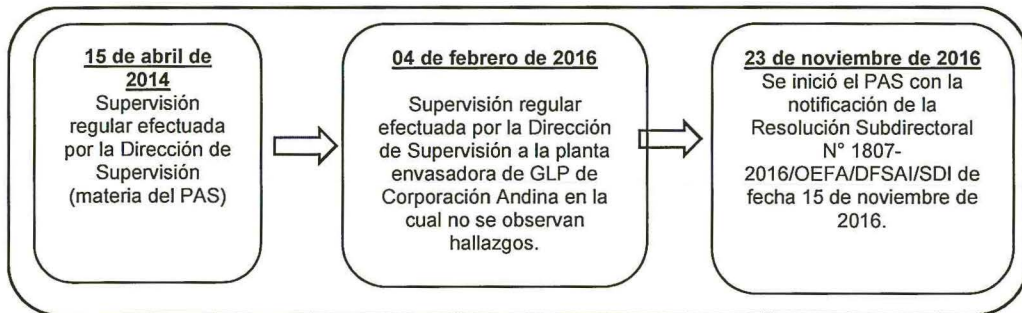 15 de abril de
2014
Supervisión
regular efectuada
por la Dirección de
Supervisión
(materia del PAS)
04 de febrero de 2016
Supervisión regular
efectuada por la Dirección
de Supervisión a la planta
envasadora de GLP de
Corporación Andina en la
cual no se observan
hallazgos.
23 de noviembre de 2016
Se inició el PAS con la
notificación de la
Resolución Subdirectoral
N° 1807-
2016/OEFA/DFSAI/SDI de
fecha 15 de noviembre de
2016.